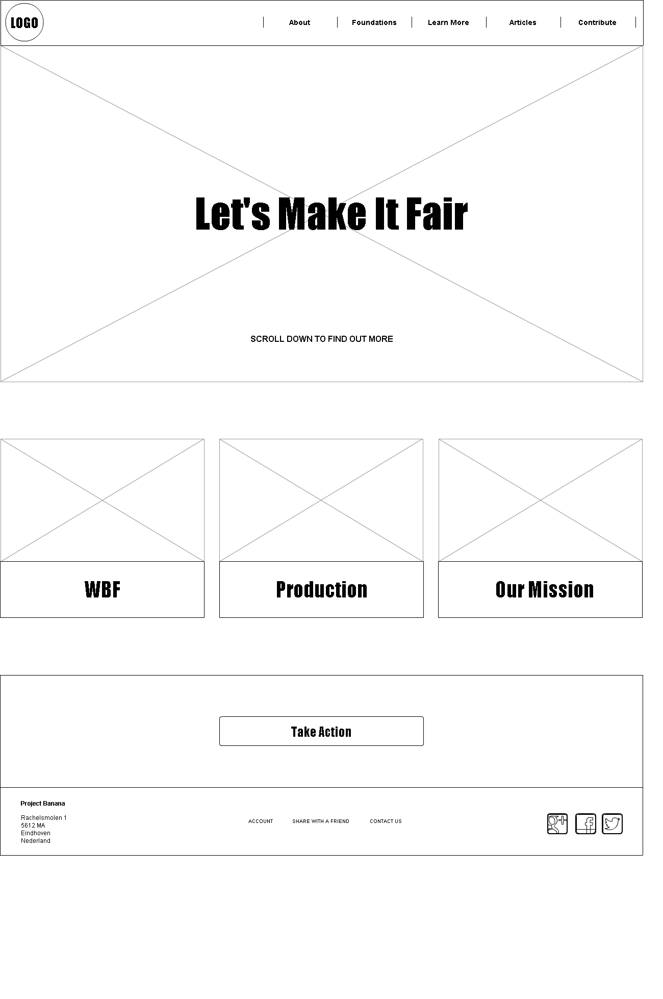 LOGO
About
Foundations
Learn More
Articles
Contribute
Let's Make It Fair
SCROLL DOWN TO FIND OUT MORE
WBF
Production
Our Mission
Take Action
Project Banana
Rachelsmolen 1
5612 MA
Eindhoven
Nederland
ACCOUNT
SHARE WITH A FRIEND
CONTACT US